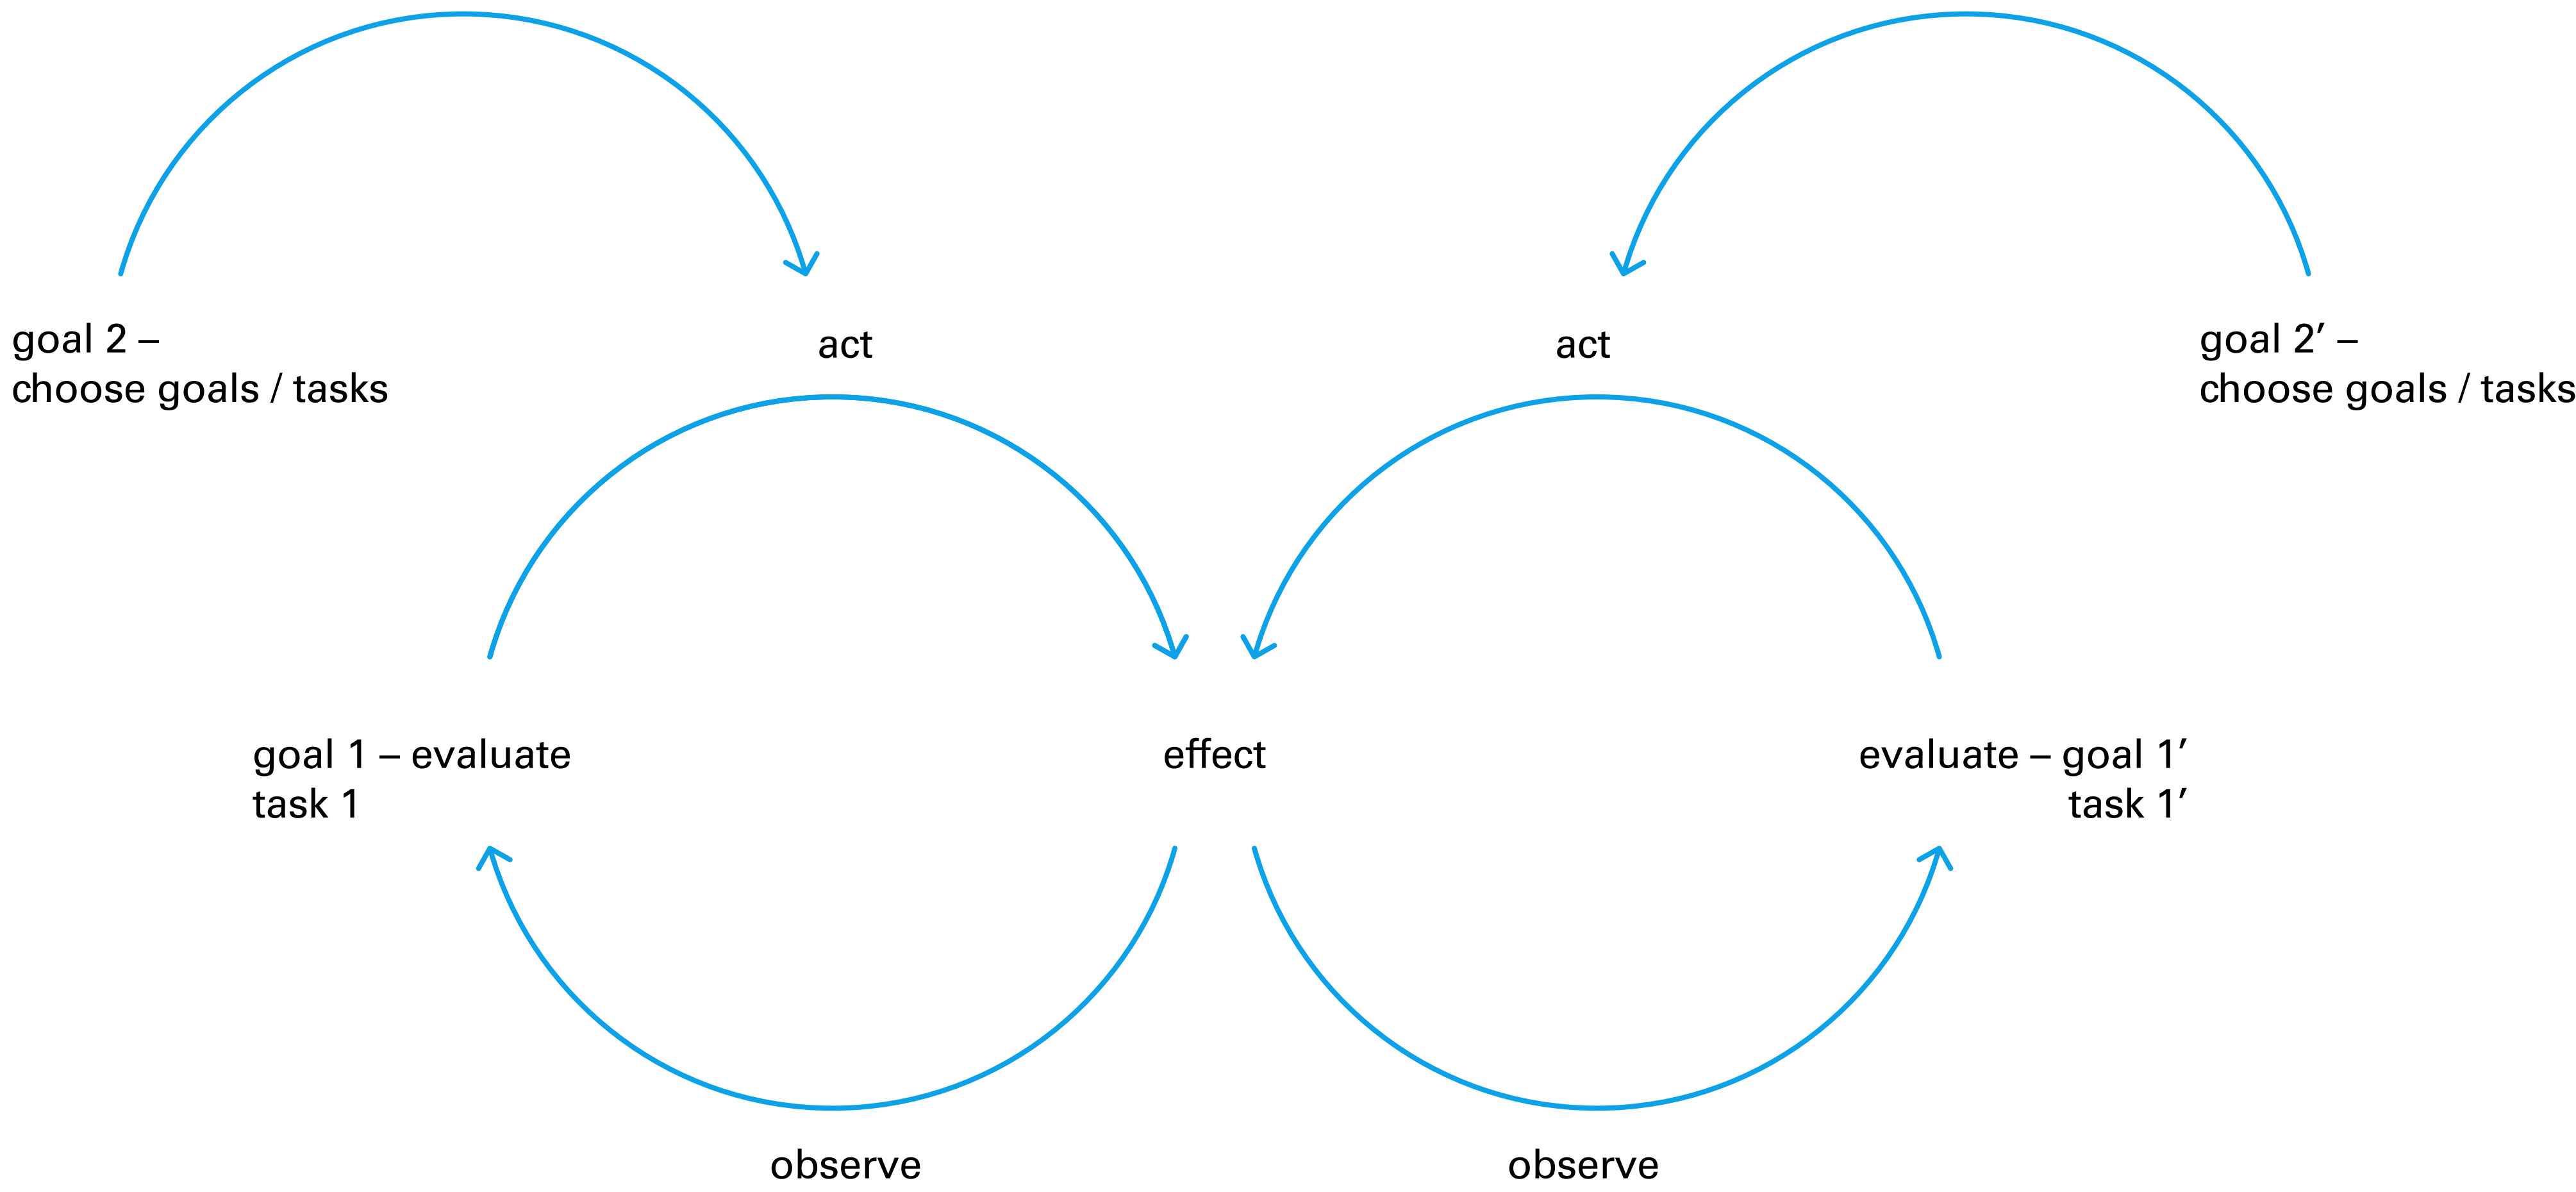 goal 2 –
choose goals / tasks
act
act
goal 2′ –
choose goals / tasks
goal 1 – evaluate
task 1
effect
evaluate – goal 1′
task 1′
observe
observe